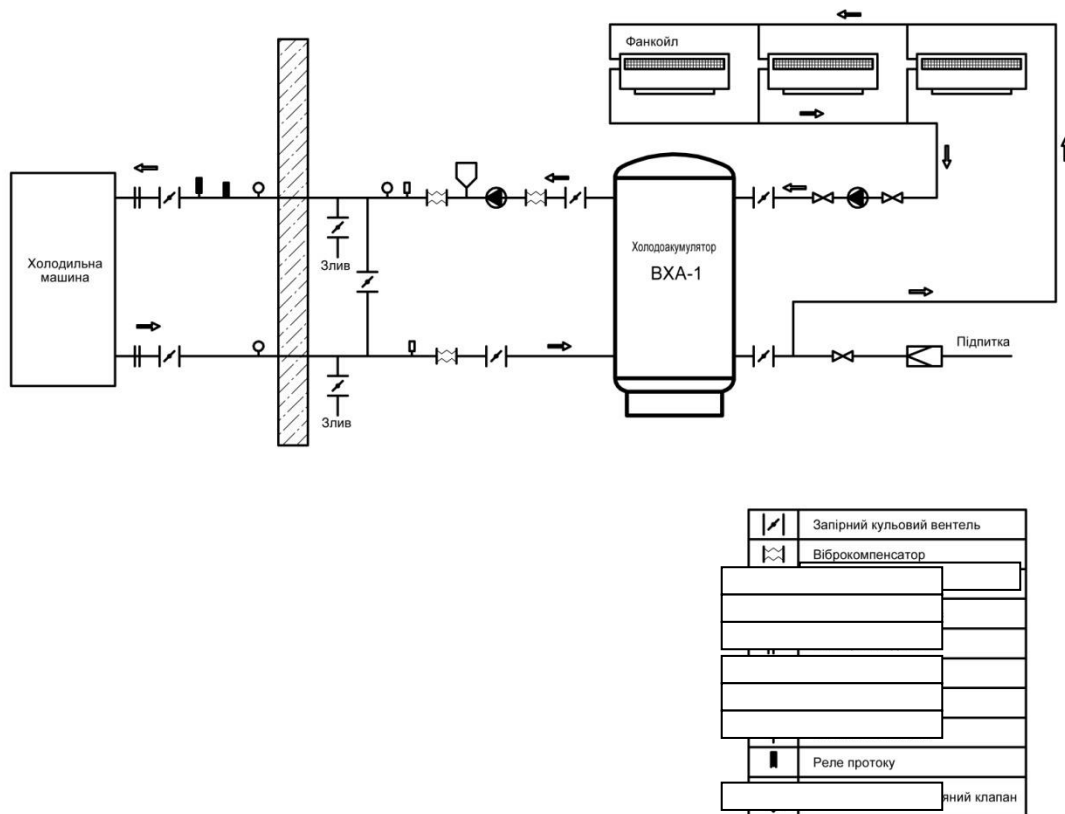 Фанкойл
Холодильна
машина
Злив
Холодоакумулятор
ВХА-1
Підпитка
Злив
Запірний кульовий вентель
Віброкомпенсатор
Реле протоку
яний клапан